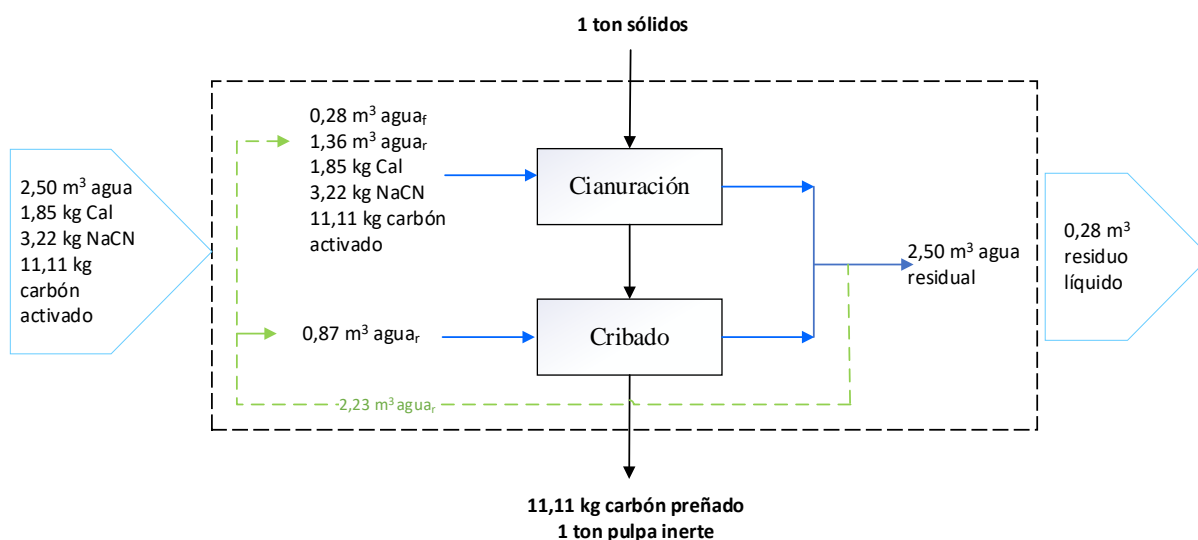 1 ton sólidos
2,50 m³ agua
1,85 kg Cal
3,22 kg NaCN
11,11 kg
carbón
activado
0,28 m³ aguaf
1,36 m³ aguar
1,85 kg Cal
3,22 kg NaCN
11,11 kg carbón
activado
Cianuración
2,50 m³ agua
residual
0,28 m³
residuo
líquido
0,87 m³ aguar
Cribado
2,23 m³ aguar
11,11 kg carbón preñado
1 ton pulpa inerte